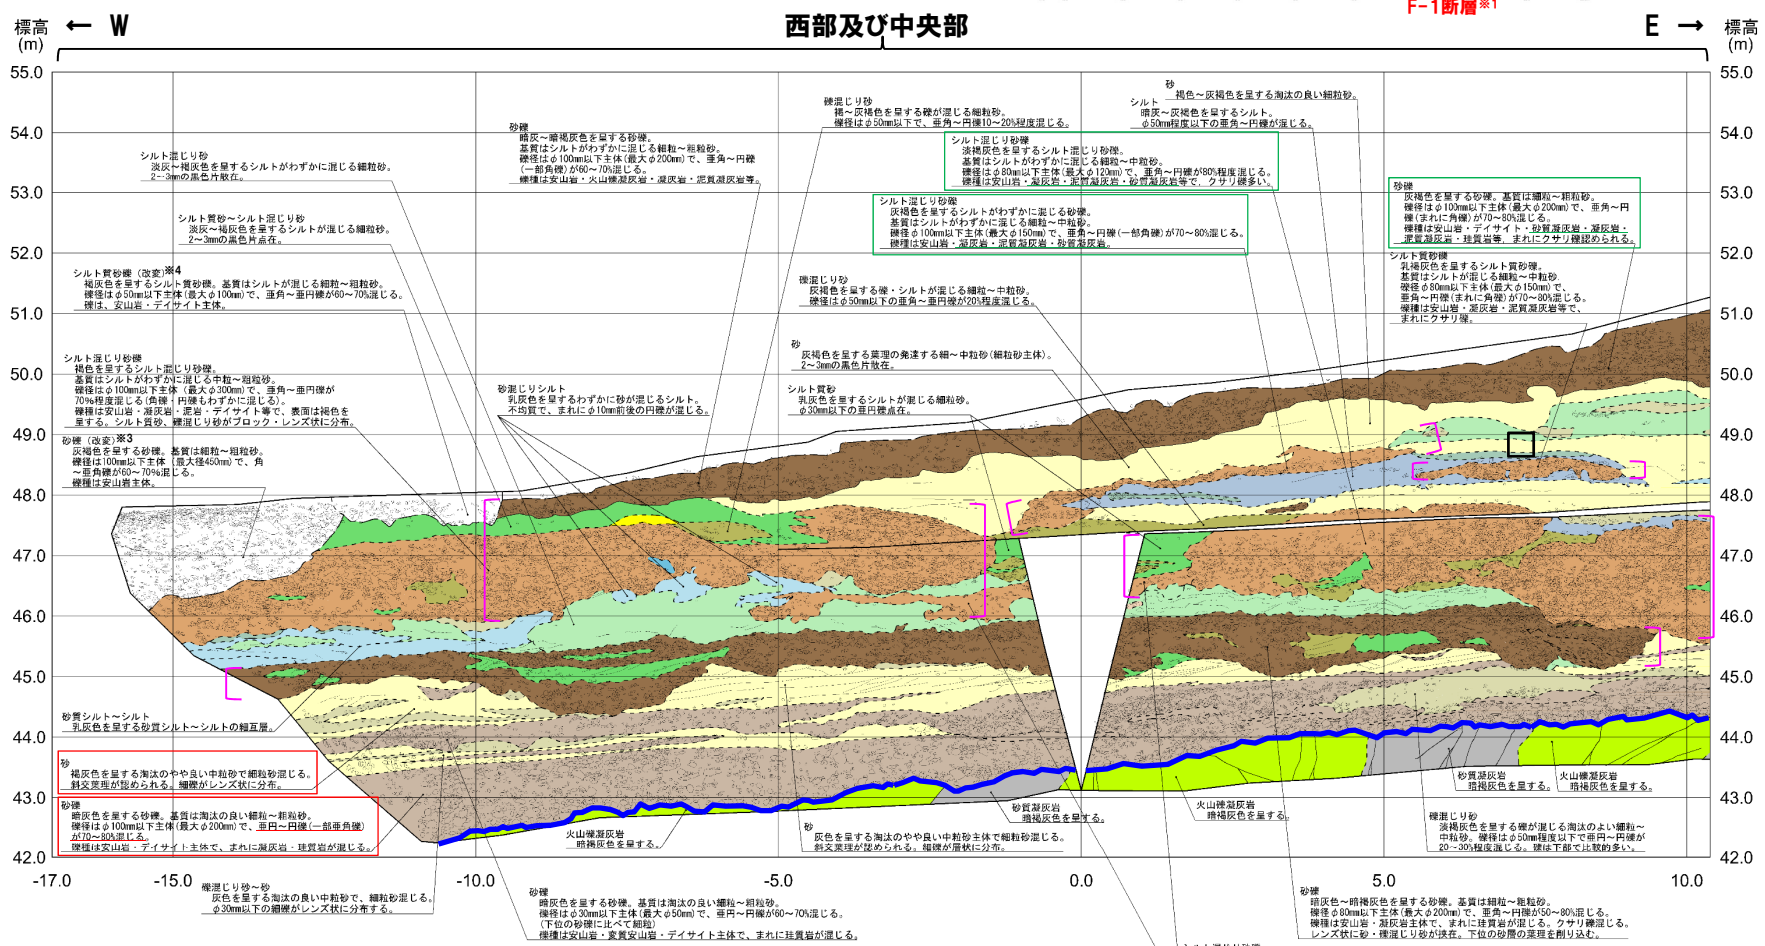 F-1断層※1
標高
(m)
← W
西部及び中央部
E →
標高
(m)
55.0
54.0
53.0
52.0
51.0
50.0
49.0
48.0
47.0
46.0
45.0
44.0
43.0
42.0
55.0
54.0
53.0
52.0
51.0
50.0
49.0
48.0
47.0
46.0
45.0
44.0
43.0
42.0
-17.0
-15.0
-10.0
-5.0
0.0
5.0
10.0
シルト混じり砂
淡灰~褐灰色を呈するシルトがわずかに混じる細粒砂。
2~3mmの黒色片散在。
シルト質砂~シルト混じり砂
淡灰~褐灰色を呈するシルトが混じる細粒砂。
2~3mmの黒色片点在。
シルト質砂礫(改変)※4
褐灰色を呈するシルト質砂礫。基質はシルトが混じる細粒~粗粒砂。
礫径はφ50mm以下主体(最大φ100mm)で、亜角~亜円礫が60~70%混じる。
礫は、安山岩・デイサイト主体。
シルト混じり砂礫
褐色を呈するシルト混じり砂礫。
基質はシルトがわずかに混じる中粒~粗粒砂。
礫径はφ100mm以下主体(最大φ300mm)で、亜角~亜円礫が
70%程度混じる(角礫・円礫もわずかに混じる)。
礫種は安山岩・凝灰岩・泥岩・デイサイト等で、表面は褐色を
呈する。シルト質砂、礫混じり砂がブロック・レンズ状に分布。
砂礫(改変)※3
灰褐色を呈する砂礫。基質は細粒~粗粒砂。
礫径は100mm以下主体(最大径450mm)で、角
~亜角礫が60~70%混じる。
礫種は安山岩主体。
砂礫
暗灰~暗褐灰色を呈する砂礫。
基質はシルトがわずかに混じる細粒~粗粒砂。
礫径はφ100mm以下主体(最大φ200mm)で、亜角~円礫
(一部角礫)が60~70%混じる。
礫種は安山岩・火山礫凝灰岩・凝灰岩・泥質凝灰岩等。
砂混じりシルト
乳灰色を呈するわずかに砂が混じるシルト。
不均質で、まれにφ10mm前後の円礫が混じる。
礫混じり砂
褐~灰褐色を呈する礫が混じる細粒砂。
礫径はφ50mm以下で、亜角~円礫10~20%程度混じる。
シルト混じり砂礫
淡褐灰色を呈するシルト混じり砂礫。
基質はシルトがわずかに混じる細粒~中粒砂。
礫径はφ80mm以下主体(最大φ120mm)で、亜角~円礫が80%程度混じる。
礫種は安山岩・凝灰岩・泥質凝灰岩・砂質凝灰岩等で、クサリ礫多い。
シルト混じり砂礫
灰褐色を呈するシルトがわずかに混じる砂礫。
基質はシルトがわずかに混じる細粒~中粒砂。
礫径φ100mm以下主体(最大φ150mm)で、亜角~円礫(一部角礫)が70~80%混じる。
礫種は安山岩・凝灰岩・泥質凝灰岩・砂質凝灰岩。
礫混じり砂
灰褐色を呈する礫・シルトが混じる細粒~中粒砂。
礫径はφ50mm以下の亜角~亜円礫が20%程度混じる。
砂
灰褐色を呈する葉理の発達する細~中粒砂(細粒砂主体)。
2~3mmの黒色片散在。
シルト質砂
乳灰色を呈するシルトが混じる細粒砂。
φ30mm以下の亜円礫点在。
砂
褐色~灰褐色を呈する淘汰の良い細粒砂。
シルト
暗灰~灰褐色を呈するシルト。
φ50mm程度以下の亜角~円礫が混じる。
砂礫
灰褐色を呈する砂礫。基質は細粒~粗粒砂。
礫径はφ100mm以下主体(最大φ200mm)で、亜角~円
礫(まれに角礫)が70~80%混じる。
礫種は安山岩・デイサイト・砂質凝灰岩・凝灰岩・
泥質凝灰岩・珪質岩等、まれにクサリ礫認められる。
シルト質砂礫
乳褐灰色を呈するシルト質砂礫。
基質はシルトが混じる細粒~中粒砂。
礫径φ80mm以下主体(最大φ150mm)で、
亜角~円礫(まれに角礫)が70~80%混じる。
礫種は安山岩・凝灰岩・泥質凝灰岩等で、
まれにクサリ礫。
砂質シルト~シルト
乳灰色を呈する砂質シルト~シルトの細互層。
砂
褐灰色を呈する淘汰のやや良い中粒砂で細粒砂混じる。
斜交葉理が認められる。細礫がレンズ状に分布。
砂礫
暗灰色を呈する砂礫。基質は淘汰の良い細粒~粗粒砂。
礫径はφ100mm以下主体(最大φ200mm)で、亜円~円礫(一部亜角礫)
が70~80%混じる。
礫種は安山岩・デイサイト主体で、まれに凝灰岩・珪質岩が混じる。
礫混じり砂~砂
灰色を呈する淘汰の良い中粒砂で、細粒砂混じる。
φ30mm以下の細礫がレンズ状に分布する。
砂礫
暗灰色を呈する砂礫。基質は淘汰の良い細粒~粗粒砂。
礫径はφ30mm以下主体(最大φ50mm)で、亜円~円礫が60~70%混じる。
(下位の砂礫に比べて細粒)
礫種は安山岩・変質安山岩・デイサイト主体で、まれに珪質岩が混じる。
火山礫凝灰岩
暗褐灰色を呈する。
砂
灰色を呈する淘汰のやや良い中粒砂主体で細粒砂混じる。
斜交葉理が認められる。細礫が層状に分布。
砂質凝灰岩
暗褐灰色を呈する。
火山礫凝灰岩
暗褐灰色を呈する。
砂質凝灰岩
暗褐灰色を呈する。
火山礫凝灰岩
暗褐灰色を呈する。
礫混じり砂
淡褐灰色を呈する礫が混じる淘汰のよい細粒~
中粒砂。礫径はφ50mm程度以下で亜円~円礫が
20~30%程度混じる。礫は下部で比較的多い。
砂礫
暗灰色~暗褐灰色を呈する砂礫。基質は細粒~粗粒砂。
礫径φ80mm以下主体(最大φ200mm)で、亜角~円礫が50~80%混じる。
礫種は安山岩・凝灰岩主体で、まれに珪質岩が混じる。クサリ礫混じる。
レンズ状に砂・礫混じり砂が挟在。下位の砂層の葉理を削り込む。